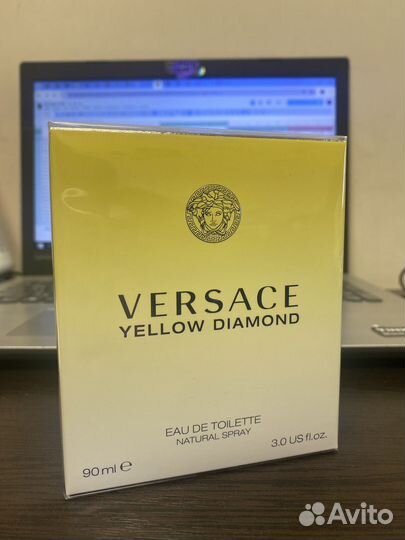 VERSACE
YELLOW DIAMOND
EAU DE TOILETTE
NATURAL SPRAY
90 ml e 3.0 US fl.oz.
Avito